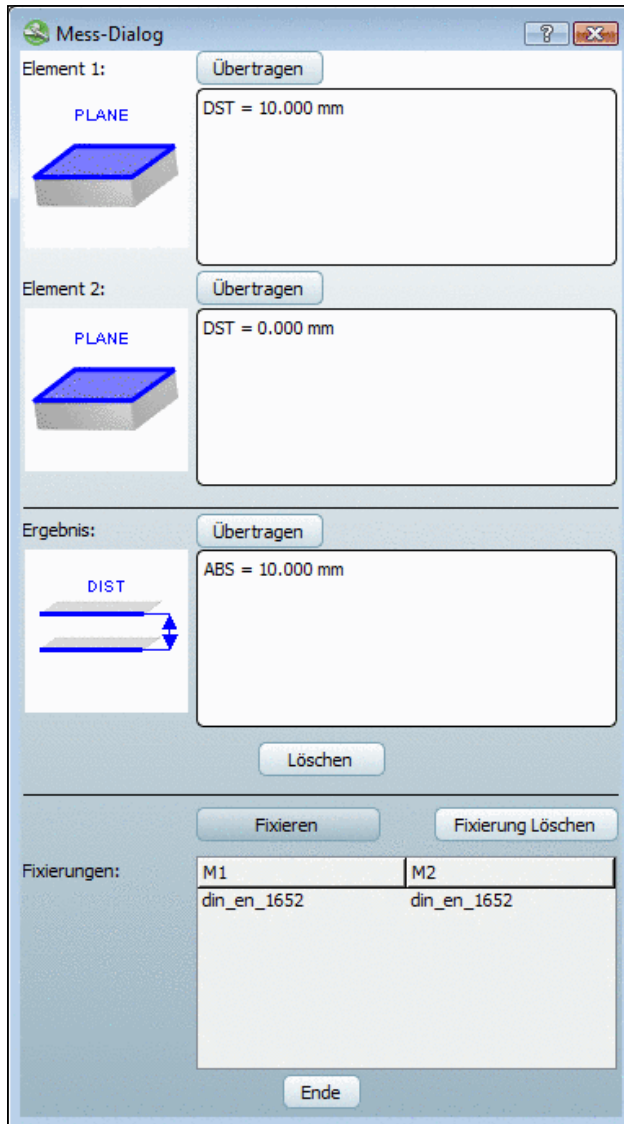 Mess-Dialog
Element 1:
Übertragen
PLANE
DST = 10.000 mm
Element 2:
Übertragen
PLANE
DST = 0.000 mm
Ergebnis:
Übertragen
DIST
ABS = 10.000 mm
Löschen
Fixieren
Fixierung Löschen
Fixierungen:
M1 M2
din_en_1652 din_en_1652
Ende